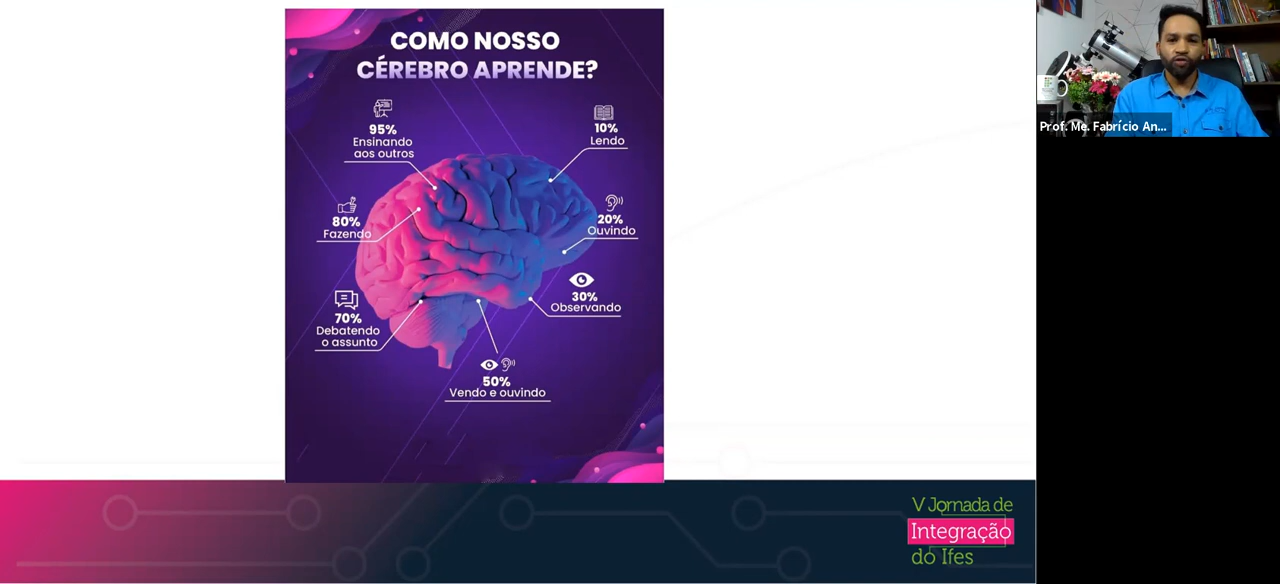 COMO NOSSO
CÉREBRO APRENDE?
95%
Ensinando
aos outros
10%
Lendo
80%
Fazendo
20%
Ouvindo
30%
Observando
70%
Debatendo
o assunto
50%
Vendo e ouvindo
V Jornada de
Integração
do Ifes
Prof. Me. Fabrício An...